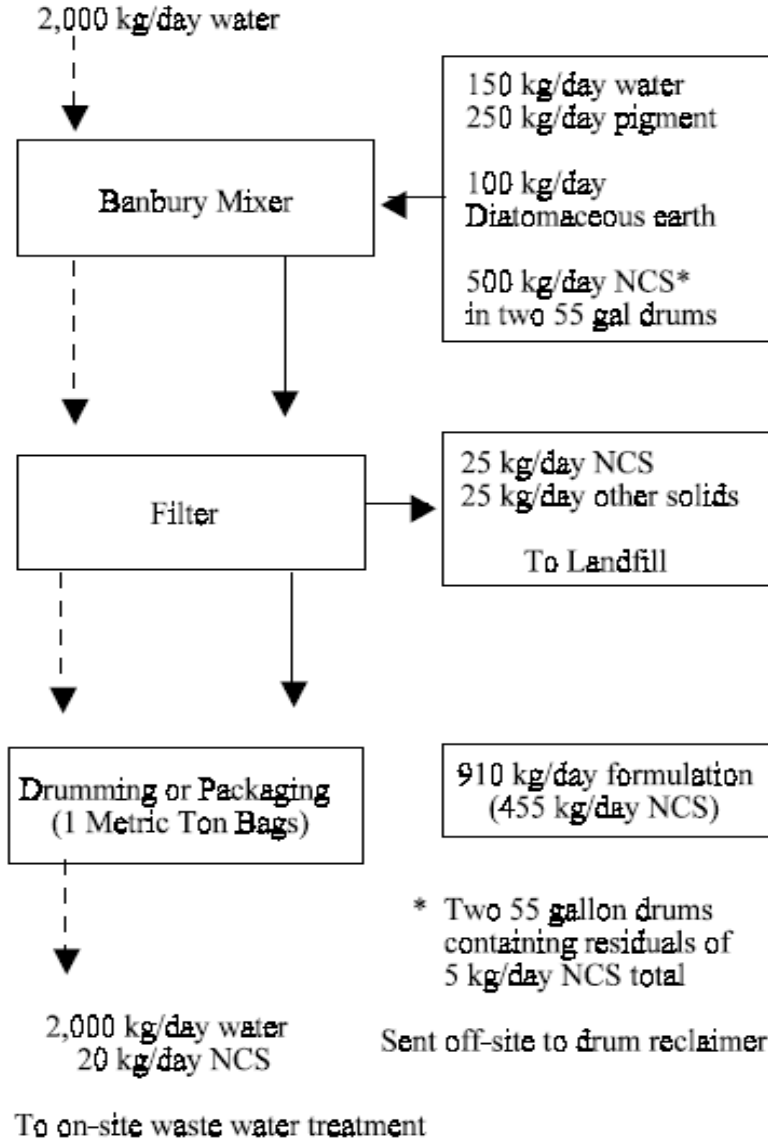 2,000 kg/day water
150 kg/day water
250 kg/day pigment
100 kg/day
Diatomaceous earth
500 kg/day NCS*
in two 55 gal drums
Banbury Mixer
Filter
25 kg/day NCS
25 kg/day other solids
To Landfill
Drumming or Packaging
(1 Metric Ton Bags)
910 kg/day formulation
(455 kg/day NCS)
* Two 55 gallon drums
containing residuals of
5 kg/day NCS total
Sent off-site to drum reclaimer
2,000 kg/day water
20 kg/day NCS
To on-site waste water treatment